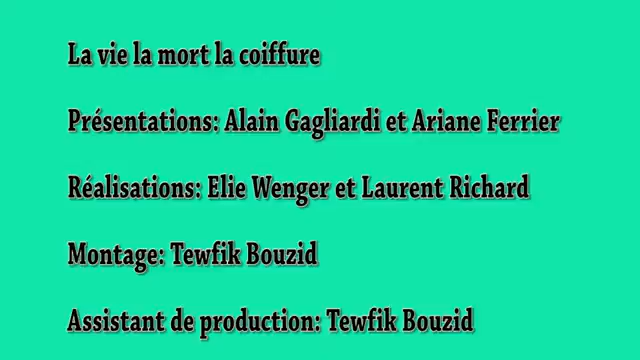 La vie la mort la coiffure
Présentations: Alain Gagliardi et Ariane Ferrier
Réalisations: Elie Wenger et Laurent Richard
Montage: Tewfik Bouzid
Assistant de production: Tewfik Bouzid